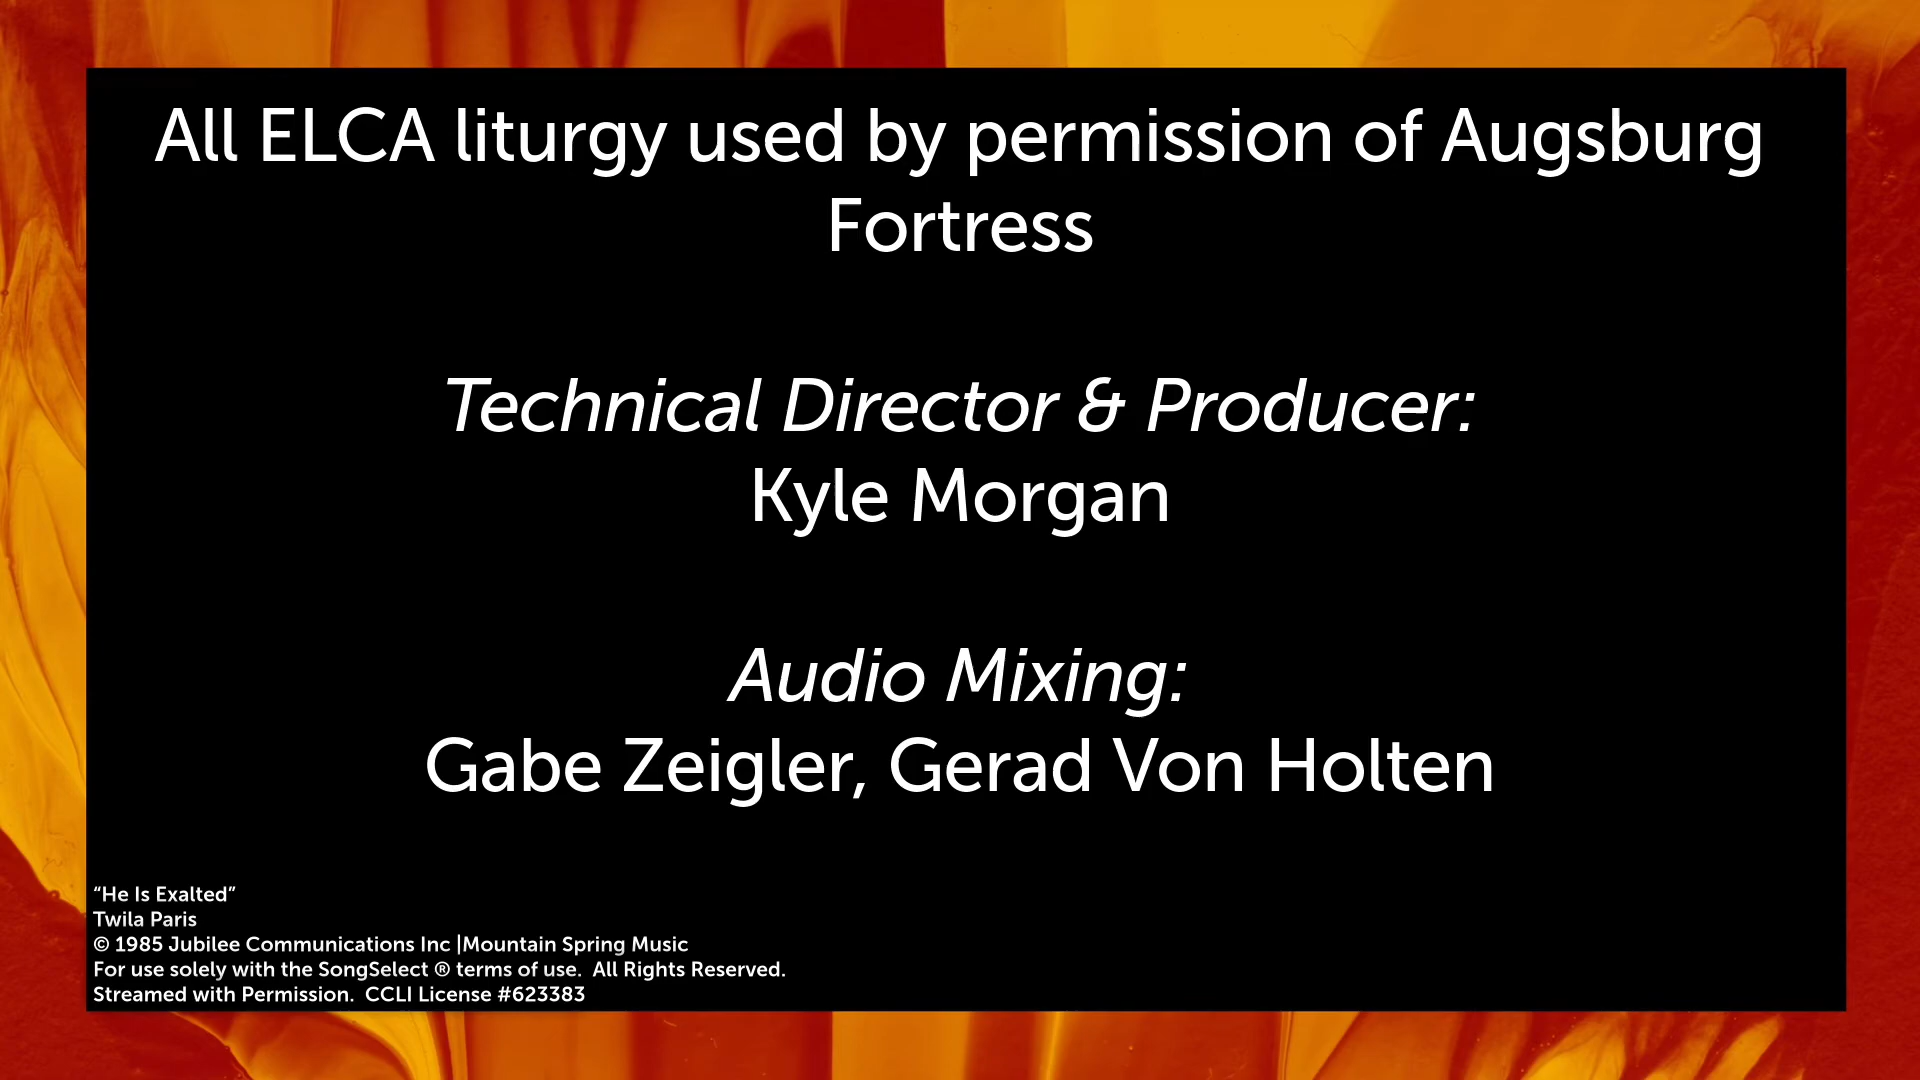 All ELCA liturgy used by permission of Augsburg
Fortress
Technical Director & Producer:
Kyle Morgan
Audio Mixing:
Gabe Zeigler, Gerad Von Holten
“He Is Exalted”
Twila Paris
© 1985 Jubilee Communications Inc |Mountain Spring Music
For use solely with the SongSelect ® terms of use.  All Rights Reserved.
Streamed with Permission.  CCLI License #623383